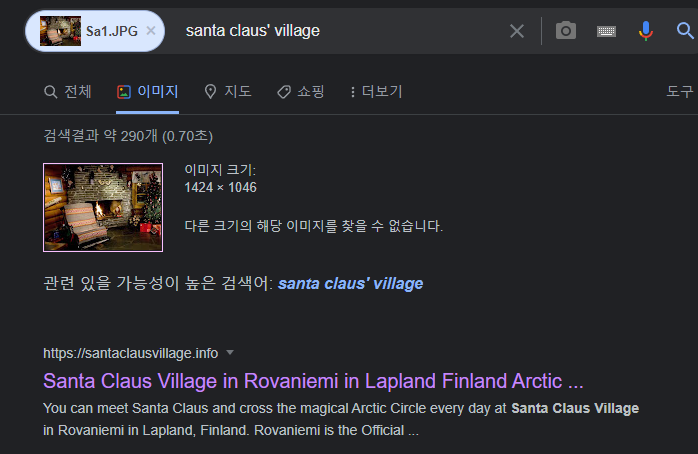 Sa1.JPG × santa claus' village
전체 이미지 지도 쇼핑 더보기 도구
검색결과 약 290개 (0.70초)
이미지 크기:
1424 × 1046
다른 크기의 해당 이미지를 찾을 수 없습니다.
관련 있을 가능성이 높은 검색어: santa claus' village
https://santaclausvillage.info
Santa Claus Village in Rovaniemi in Lapland Finland Arctic ...
You can meet Santa Claus and cross the magical Arctic Circle every day at Santa Claus Village
in Rovaniemi in Lapland, Finland. Rovaniemi is the Official ...